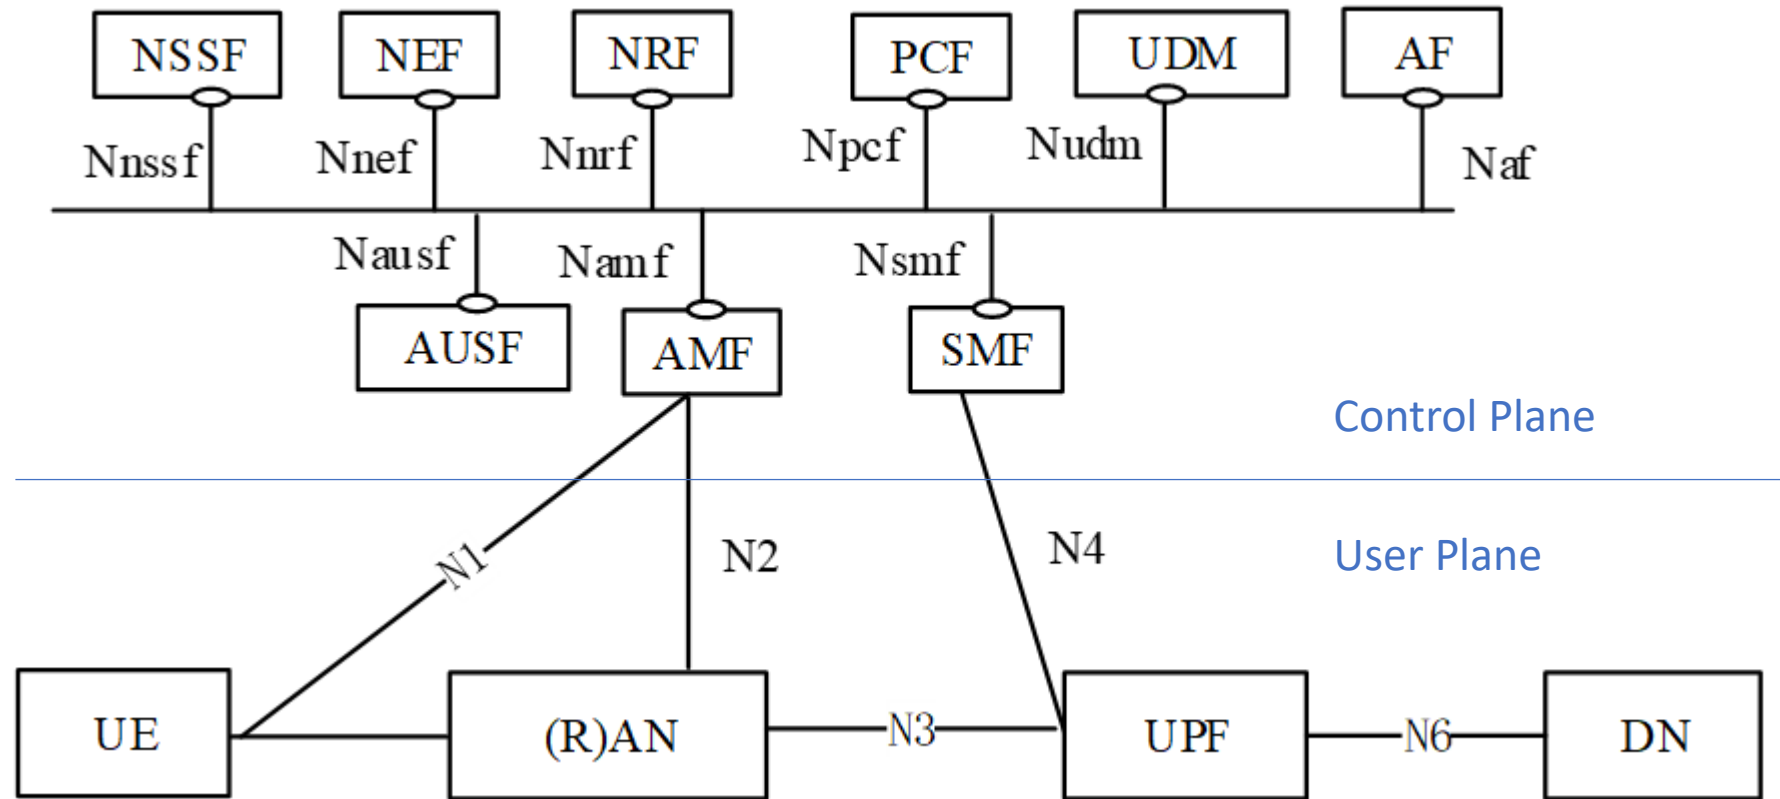 NSSF
NEF
NRF
PCF
UDM
AF
Nnssf
Nnef
Nnrf
Npcf
Nudm
Naf
Nausf
Namf
Nsmf
AUSF
AMF
SMF
Control Plane
N1
N2
N4
User Plane
UE
(R)AN
N3
UPF
N6
DN